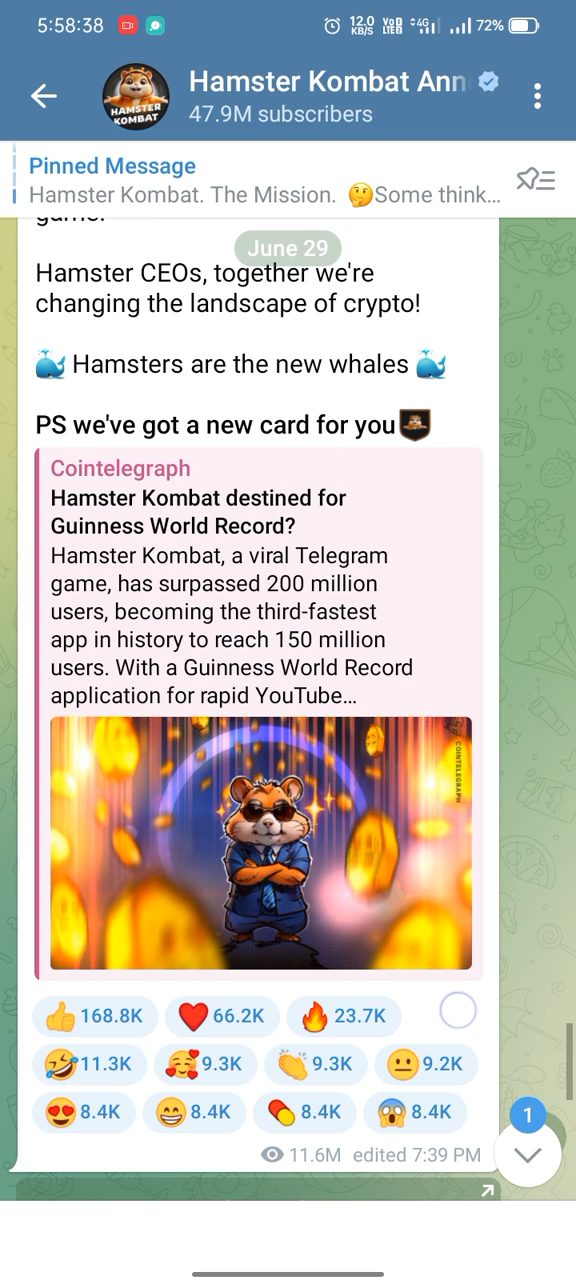 5:58:38
12.0 KB/S
VoD LTE2
4G
72%
HAMSTER KOMBAT
Hamster Kombat Ann
47.9M subscribers
Pinned Message
Hamster Kombat. The Mission. 🤔Some think...
game!
June 29
Hamster CEOs, together we're
changing the landscape of crypto!
🐳 Hamsters are the new whales 🐳
PS we've got a new card for you
Cointelegraph
Hamster Kombat destined for
Guinness World Record?
Hamster Kombat, a viral Telegram
game, has surpassed 200 million
users, becoming the third-fastest
app in history to reach 150 million
users. With a Guinness World Record
application for rapid YouTube...
COINTELEGRAPH
👍 168.8K ❤️ 66.2K 🔥 23.7K
🤣 11.3K 🥰 9.3K 👏 9.3K 😐 9.2K
😍 8.4K 😁 8.4K 💊 8.4K 😱 8.4K
1
11.6M edited 7:39 PM